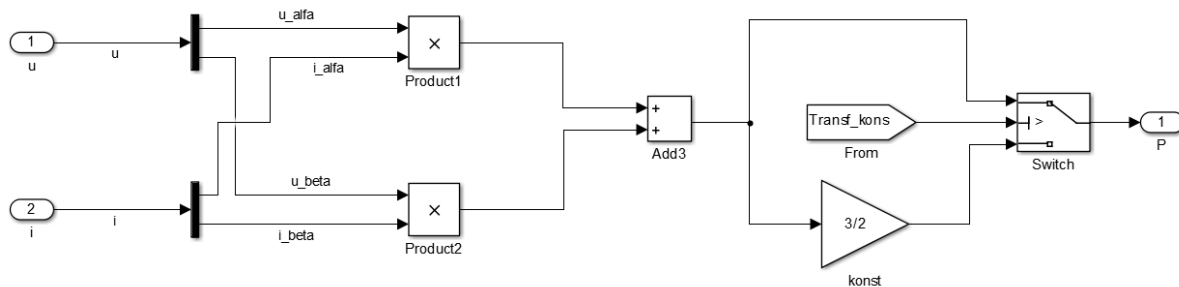 1
u
u
u_alfa
i_alfa
×
Product1
2
i
i
u_beta
i_beta
×
Product2
+
+
Add3
Transf_kons
From
3/2
konst
>
Switch
1
P